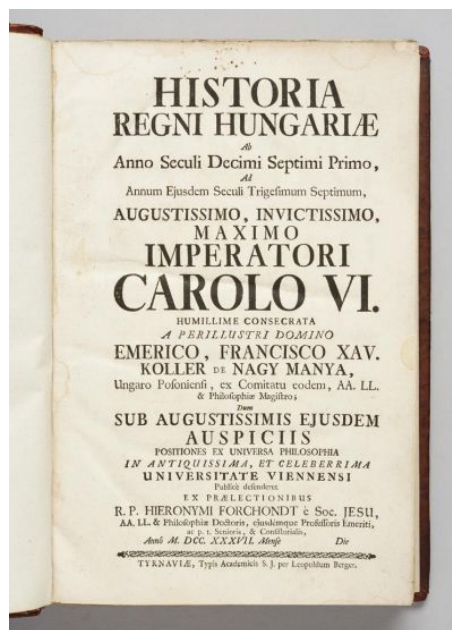 HISTORIA
REGNI HUNGARIÆ
Ab
Anno Seculi Decimi Septimi Primo,
Ad
Annum Ejusdem Seculi Trigesimum Septimum,
AUGUSTISSIMO, INVICTISSIMO,
MAXIMO
IMPERATORI
CAROLO VI.
HUMILLIME CONSECRATA
A PERILLUSTRI DOMINO
EMERICO, FRANCISCO XAV.
KOLLER DE NAGY MANYA,
Ungaro Posoniensi, ex Comitatu eodem, AA. LL.
& Philosophiæ Magistro;
Dum
SUB AUGUSTISSIMIS EJUSDEM
AUSPICIIS
POSITIONES EX UNIVERSA PHILOSOPHIA
IN ANTIQUISSIMA, ET CELEBERRIMA
UNIVERSITATE VIENNENSI
Publicè defenderet
EX PRÆLECTIONIBUS
R. P. HIERONYMI FORCHONDT è Soc. JESU,
AA. LL. & Philosophiæ Doctoris, ejusdémque Professoris Emeriti,
ac p. t. Senioris, & Consistorialis,
Anno M. DCC. XXXVII. Mense Die
TYRNAVIÆ, Typis Academicis S. J. per Leopoldum Berger.